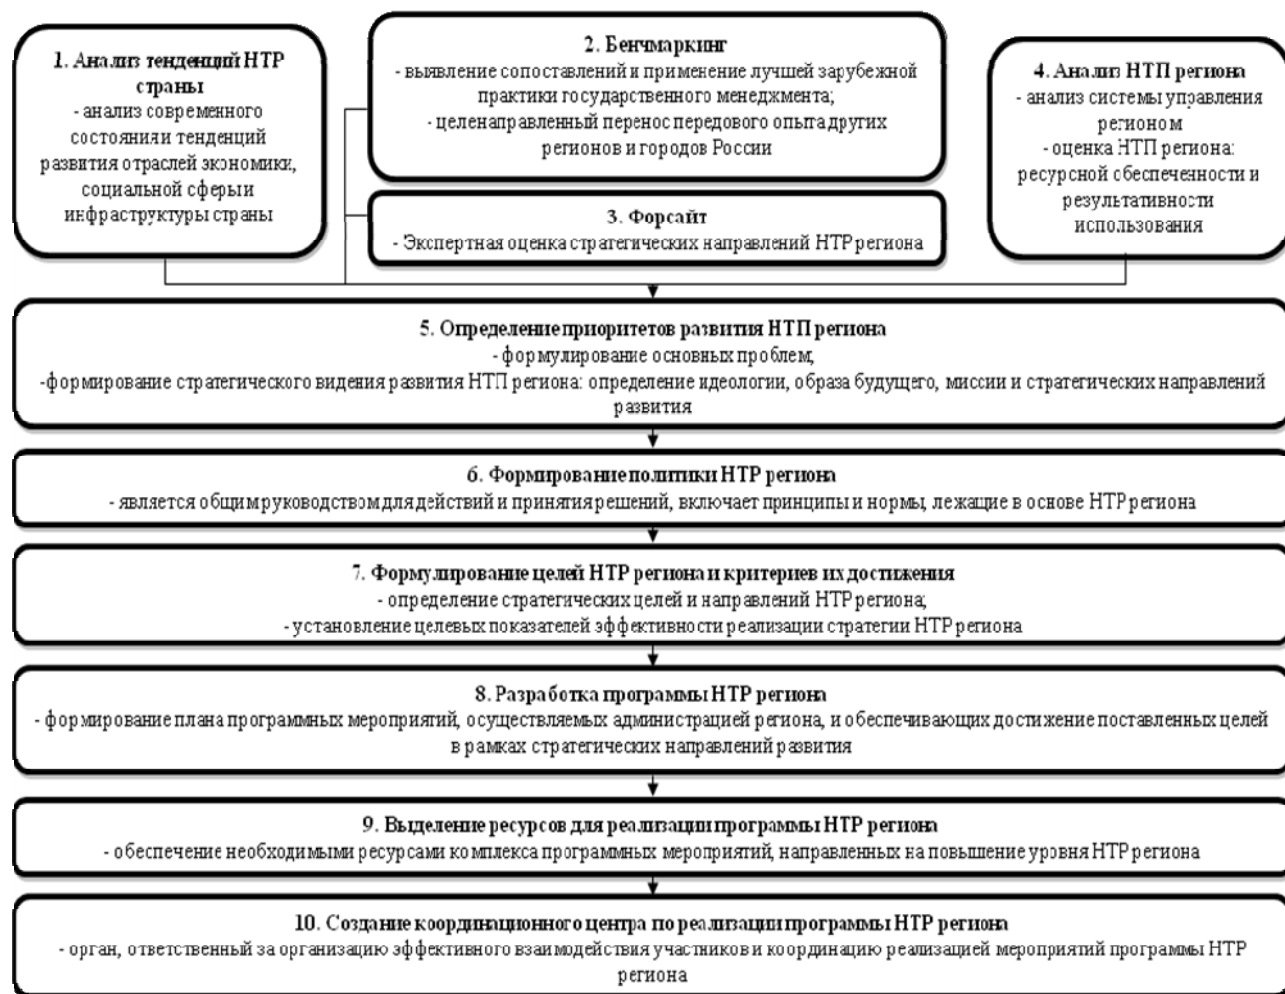 1. Анализ тенденций НТР
страны
- анализ современного
состояния и тенденций
развития отраслей экономики,
социальной сферы и
инфраструктуры страны
2. Бенчмаркинг
- выявление сопоставлений и применение лучшей зарубежной
практики государственного менеджмента;
- целенаправленный перенос передового опыта других
регионов и городов России
3. Форсайт
- Экспертная оценка стратегических направлений НТР региона
4. Анализ НТП региона
- анализ системы управления
регионом
- оценка НТП региона:
ресурсной обеспеченности и
результативности
использования
5. Определение приоритетов развития НТП региона
- формулирование основных проблем;
-формирование стратегического видения развития НТП региона: определение идеологии, образа будущего, миссии и стратегических направлений
развития
6. Формирование политики НТР региона
- является общим руководством для действий и принятия решений, включает принципы и нормы, лежащие в основе НТР региона
7. Формулирование целей НТР региона и критериев их достижения
- определение стратегических целей и направлений НТР региона;
- установление целевых показателей эффективности реализации стратегии НТР региона
8. Разработка программы НТР региона
- формирование плана программных мероприятий, осуществляемых администрацией региона, и обеспечивающих достижение поставленных целей
в рамках стратегических направлений развития
9. Выделение ресурсов для реализации программы НТР региона
- обеспечение необходимыми ресурсами комплекса программных мероприятий, направленных на повышение уровня НТР региона
10. Создание координационного центра по реализации программы НТР региона
- орган, ответственный за организацию эффективного взаимодействия участников и координацию реализацией мероприятий программы НТР
региона